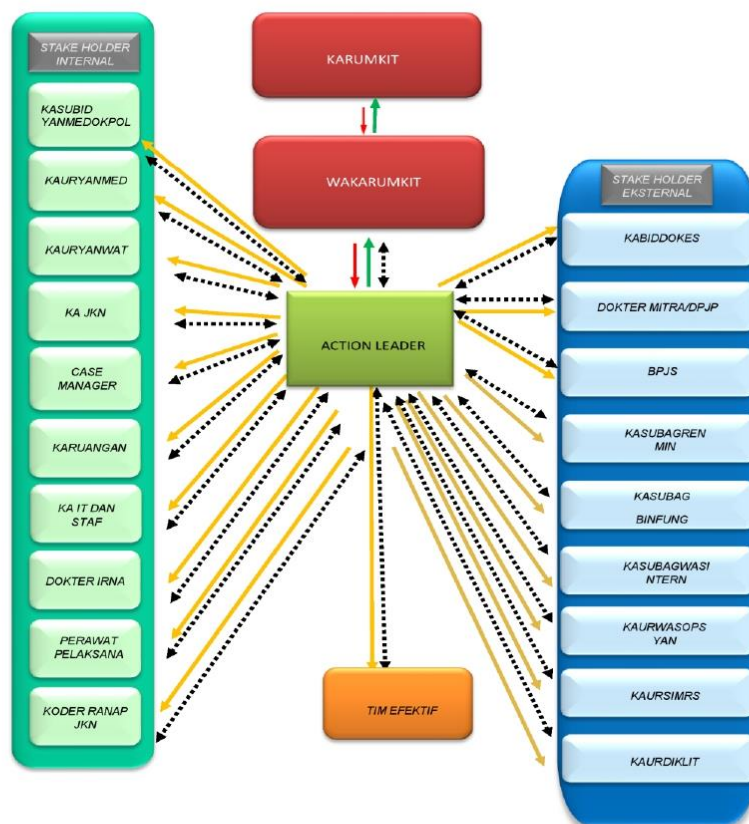 STAKE HOLDER
INTERNAL
KASUBID
YANMEDOKPOL
KAURYANMED
KAURYANWAT
KA JKN
CASE
MANAGER
KARUANGAN
KA IT DAN
STAF
DOKTER IRNA
PERAWAT
PELAKSANA
KODER RANAP
JKN
KARUMKIT
WAKARUMKIT
ACTION LEADER
TIM EFEKTIF
STAKE HOLDER
EKSTERNAL
KABIDDOKES
DOKTER MITRA/DPJP
BPJS
KASUBAGREN
MIN
KASUBAG
BINFUNG
KASUBAGWASI
NTERN
KAURWASOPS
YAN
KAURSIMRS
KAURDIKLIT